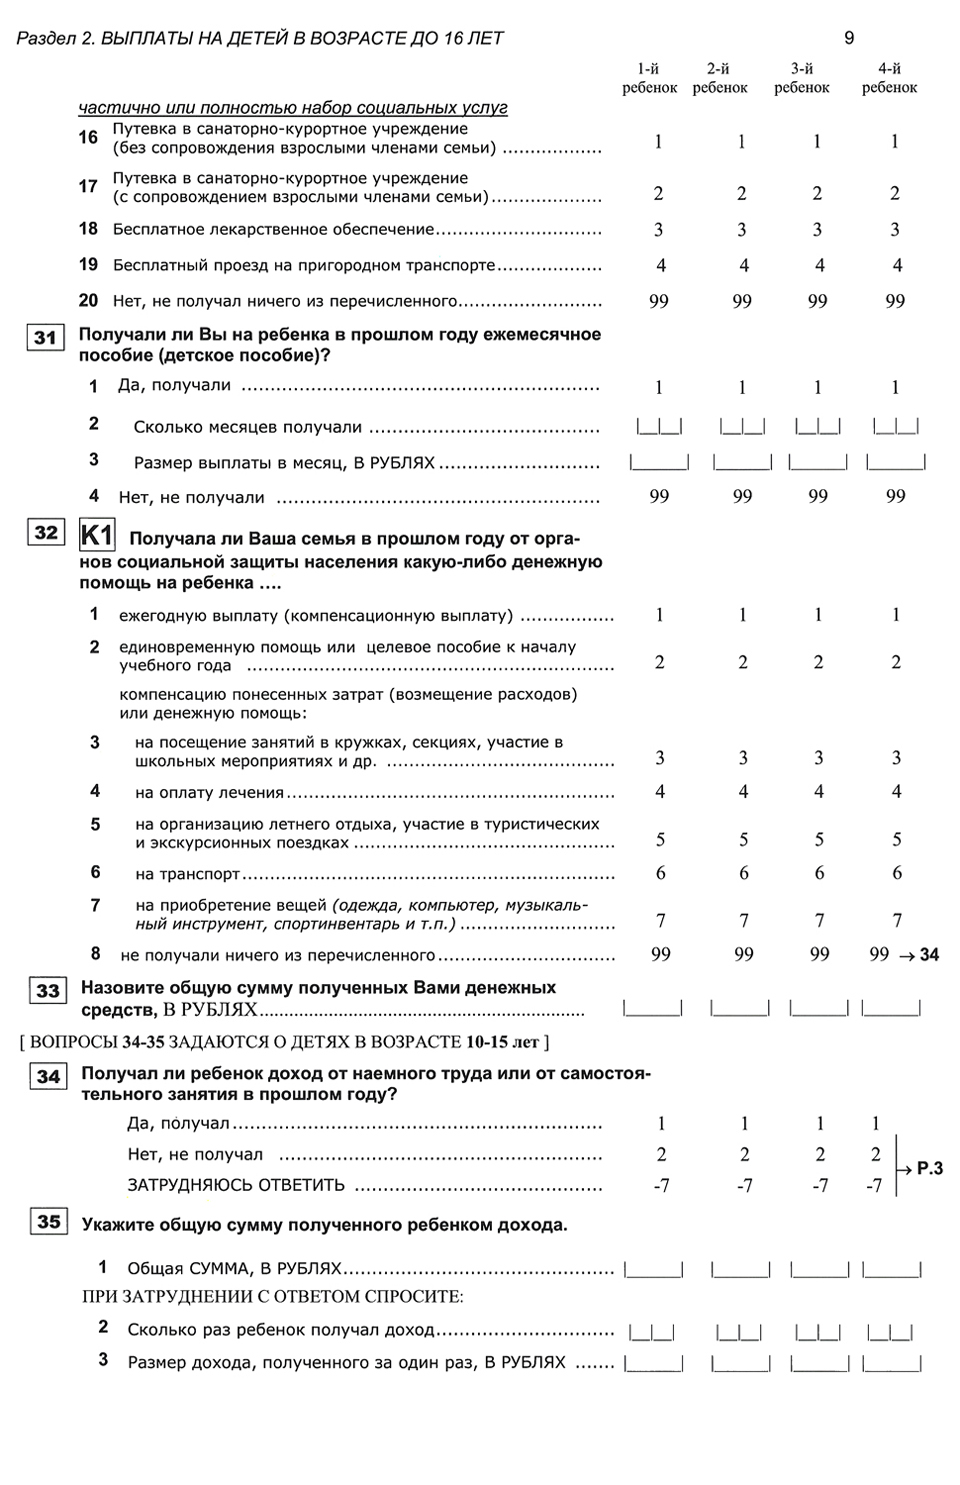 Раздел 2. ВЫПЛАТЫ НА ДЕТЕЙ В ВОЗРАСТЕ ДО 16 ЛЕТ 9
1-й 2-й 3-й 4-й
ребенок ребенок ребенок ребенок
частично или полностью набор социальных услуг
16 Путевка в санаторно-курортное учреждение
(без сопровождения взрослыми членами семьи) .................. 1 1 1 1
17 Путевка в санаторно-курортное учреждение
(с сопровождением взрослыми членами семьи).................... 2 2 2 2
18 Бесплатное лекарственное обеспечение.............................. 3 3 3 3
19 Бесплатный проезд на пригородном транспорте................... 4 4 4 4
20 Нет, не получал ничего из перечисленного.......................... 99 99 99 99
31 Получали ли Вы на ребенка в прошлом году ежемесячное
пособие (детское пособие)?
1 Да, получали ................................................................ 1 1 1 1
2 Сколько месяцев получали ......................................... |__|__| |__|__| |__|__| |__|__|
3 Размер выплаты в месяц, В РУБЛЯХ ............................. |______| |______| |______| |______|
4 Нет, не получали .......................................................... 99 99 99 99
32 К1 Получала ли Ваша семья в прошлом году от орга-
нов социальной защиты населения какую-либо денежную
помощь на ребенка ….
1 ежегодную выплату (компенсационную выплату) ................. 1 1 1 1
2 единовременную помощь или целевое пособие к началу
учебного года .................................................................. 2 2 2 2
компенсацию понесенных затрат (возмещение расходов)
или денежную помощь:
3 на посещение занятий в кружках, секциях, участие в
школьных мероприятиях и др. ......................................... 3 3 3 3
4 на оплату лечения........................................................... 4 4 4 4
5 на организацию летнего отдыха, участие в туристических
и экскурсионных поездках ............................................... 5 5 5 5
6 на транспорт................................................................... 6 6 6 6
7 на приобретение вещей (одежда, компьютер, музыкаль-
ный инструмент, спортинвентарь и т.п.) ............................ 7 7 7 7
8 не получали ничего из перечисленного................................ 99 99 99 99 → 34
33 Назовите общую сумму полученных Вами денежных
средств, В РУБЛЯХ................................................................. |______| |______| |______| |______|
[ ВОПРОСЫ 34-35 ЗАДАЮТСЯ О ДЕТЯХ В ВОЗРАСТЕ 10-15 лет ]
34 Получал ли ребенок доход от наемного труда или от самостоя-
тельного занятия в прошлом году?
Да, получал.................................................................. 1 1 1 1
Нет, не получал .......................................................... 2 2 2 2
→ Р.3
ЗАТРУДНЯЮСЬ ОТВЕТИТЬ ............................................ -7 -7 -7 -7
35 Укажите общую сумму полученного ребенком дохода.
1 Общая СУММА, В РУБЛЯХ................................................. |______| |______| |______| |______|
ПРИ ЗАТРУДНЕНИИ С ОТВЕТОМ СПРОСИТЕ:
2 Сколько раз ребенок получал доход................................ |__|__| |__|__| |__|__| |__|__|
3 Размер дохода, полученного за один раз, В РУБЛЯХ ....... |______| |______| |______| |______|